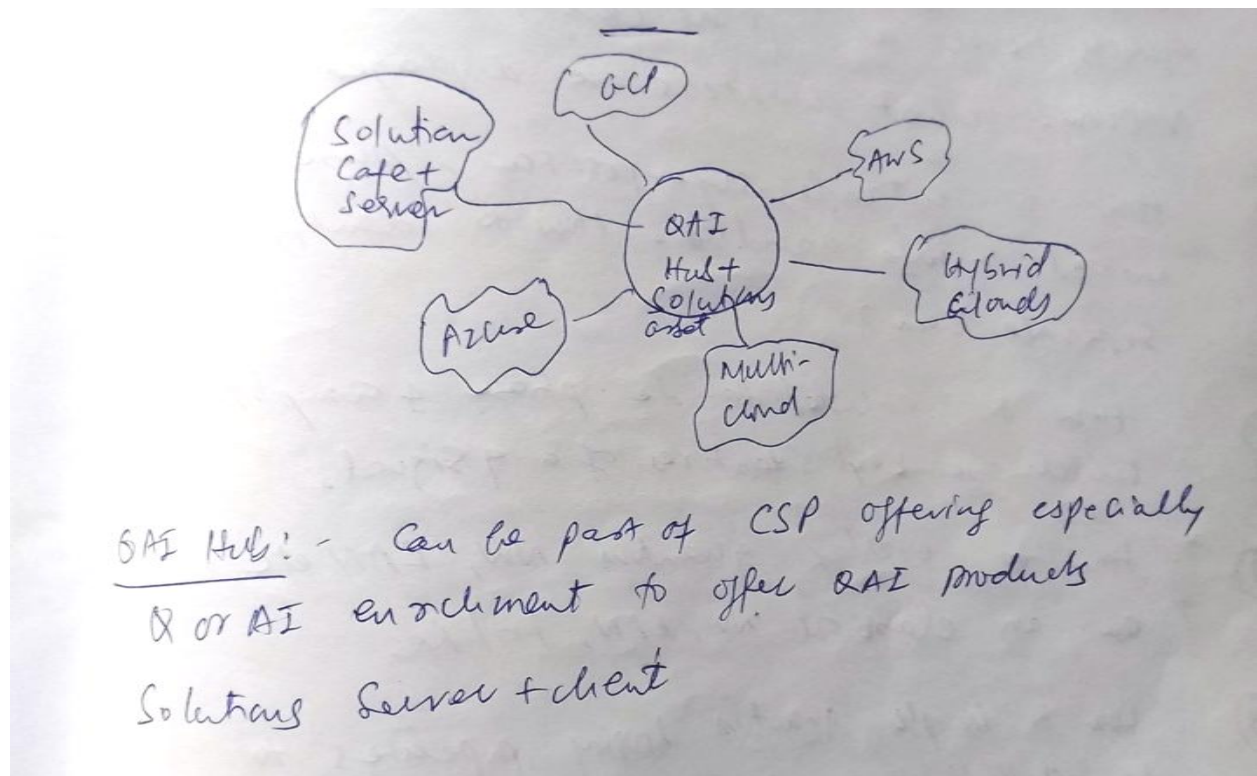 GCP
Solution
Cafe +
Server
AWS
QAI
Hub +
Solutions
asset
Hybrid
Clouds
Azure
Multi-
cloud
QAI Hub: - Can be part of CSP offering especially
Q or AI enrichment to offer QAI products
Solutions Server + client